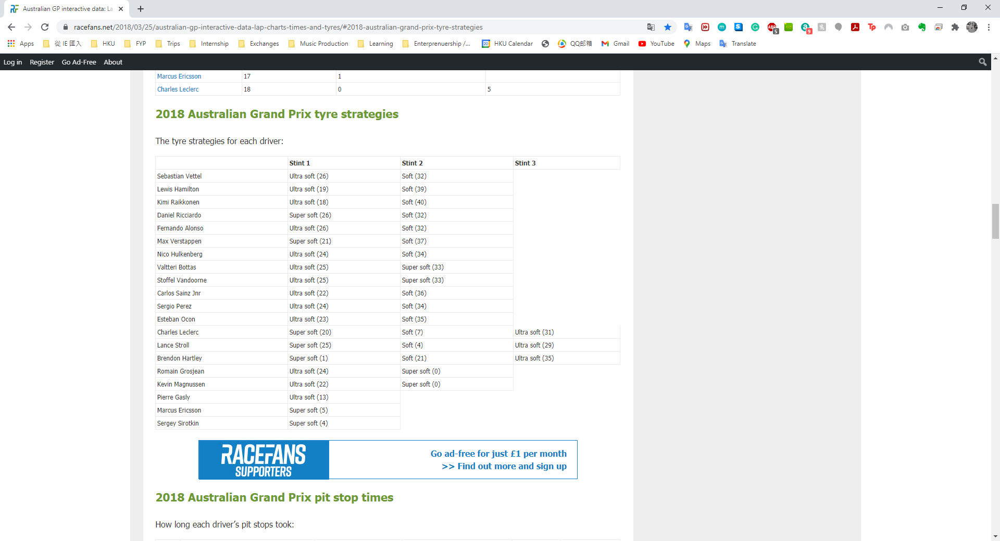 Australian GP interactive data: La
racefans.net/2018/03/25/australian-gp-interactive-data-lap-charts-times-and-tyres/#2018-australian-grand-prix-tyre-strategies
Apps 從 IE 匯入 HKU FYP Trips Internship Exchanges Music Production Learning Enterprenuership /... HKU Calendar QQ邮箱 Gmail YouTube Maps Translate
Log in Register Go Ad-Free About
Marcus Ericsson 17 1
Charles Leclerc 18 0 5
2018 Australian Grand Prix tyre strategies
The tyre strategies for each driver:
Stint 1 Stint 2 Stint 3
Sebastian Vettel Ultra soft (26) Soft (32)
Lewis Hamilton Ultra soft (19) Soft (39)
Kimi Raikkonen Ultra soft (18) Soft (40)
Daniel Ricciardo Super soft (26) Soft (32)
Fernando Alonso Ultra soft (26) Soft (32)
Max Verstappen Super soft (21) Soft (37)
Nico Hulkenberg Ultra soft (24) Soft (34)
Valtteri Bottas Ultra soft (25) Super soft (33)
Stoffel Vandoorne Ultra soft (25) Super soft (33)
Carlos Sainz Jnr Ultra soft (22) Soft (36)
Sergio Perez Ultra soft (24) Soft (34)
Esteban Ocon Ultra soft (23) Soft (35)
Charles Leclerc Super soft (20) Soft (7) Ultra soft (31)
Lance Stroll Super soft (25) Soft (4) Ultra soft (29)
Brendon Hartley Super soft (1) Soft (21) Ultra soft (35)
Romain Grosjean Ultra soft (24) Super soft (0)
Kevin Magnussen Ultra soft (22) Super soft (0)
Pierre Gasly Ultra soft (13)
Marcus Ericsson Super soft (5)
Sergey Sirotkin Super soft (4)
RACEFANS
SUPPORTERS
Go ad-free for just £1 per month
>> Find out more and sign up
2018 Australian Grand Prix pit stop times
How long each driver's pit stops took: